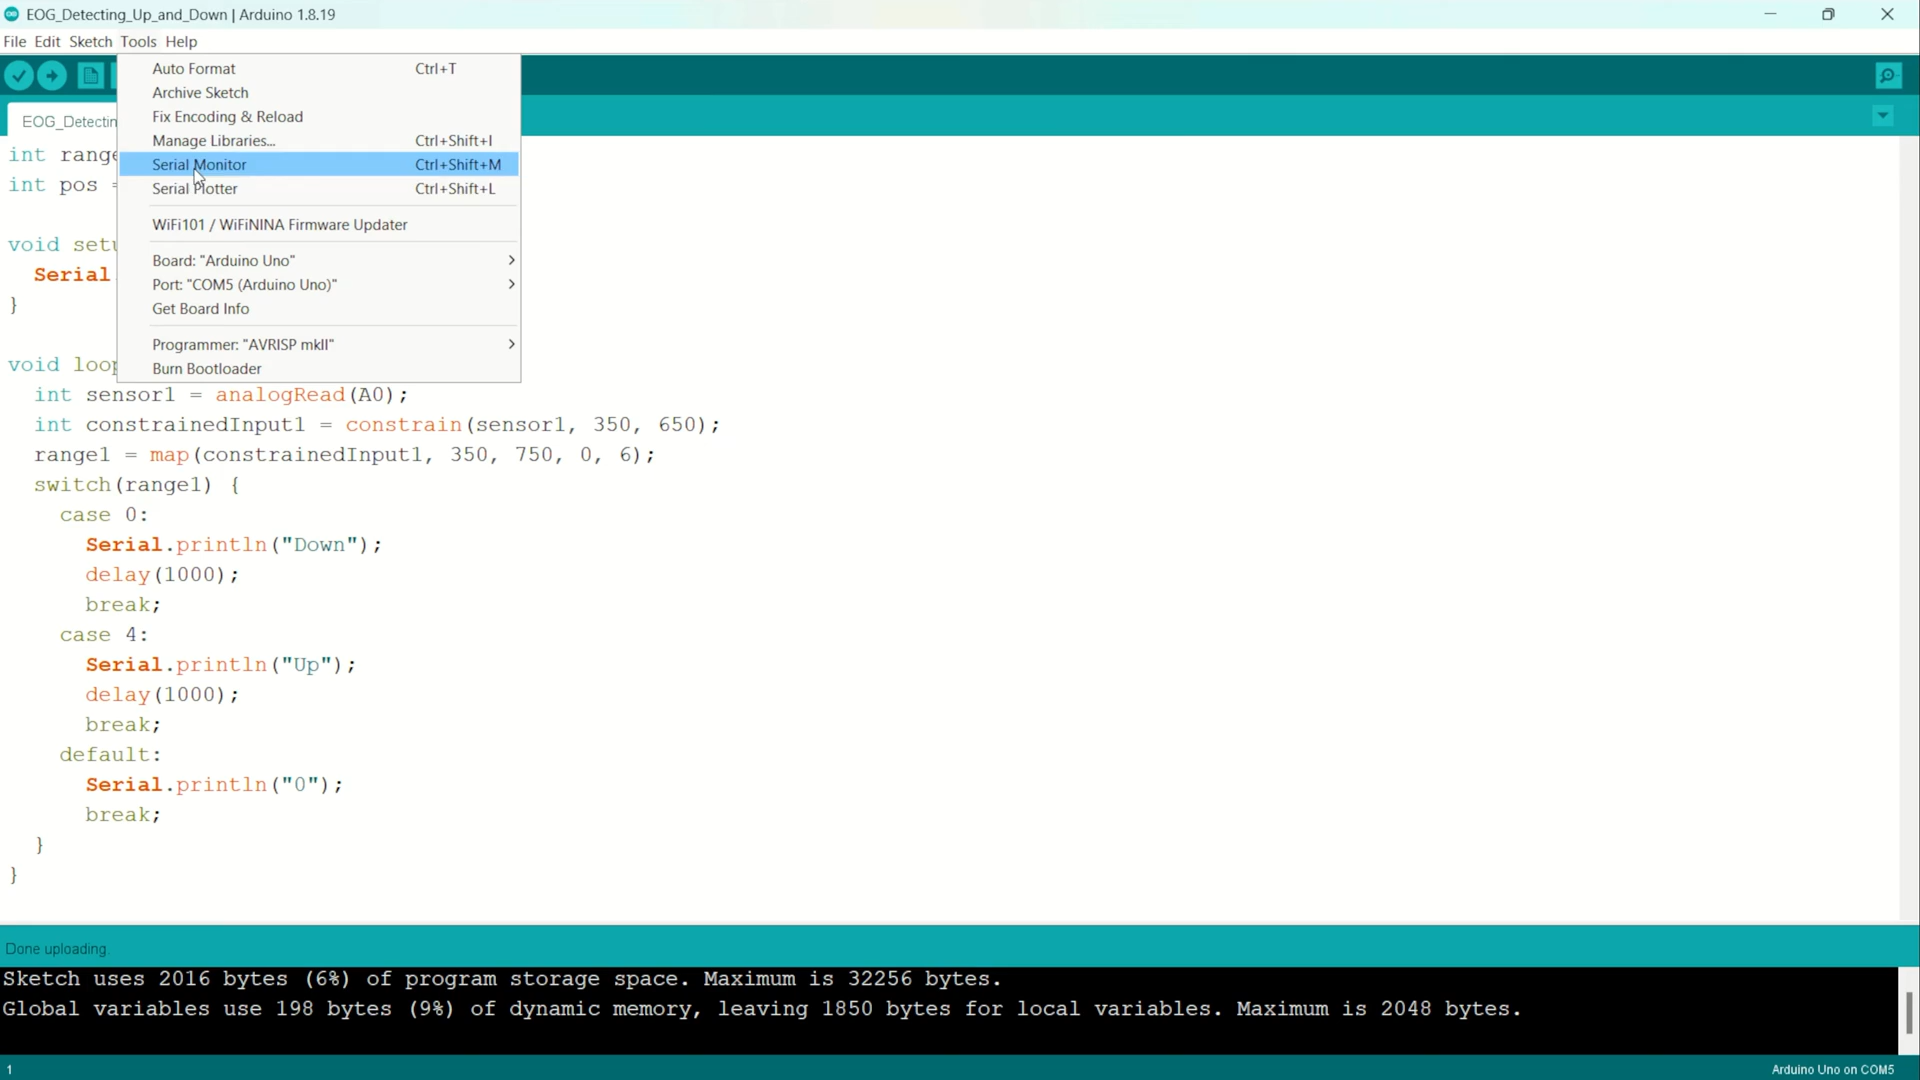 EOG_Detecting_Up_and_Down | Arduino 1.8.19
File Edit Sketch Tools Help
Auto Format Ctrl+T
Archive Sketch
Fix Encoding & Reload
Manage Libraries... Ctrl+Shift+I
Serial Monitor Ctrl+Shift+M
Serial Plotter Ctrl+Shift+L
WiFi101 / WiFiNINA Firmware Updater
Board: "Arduino Uno"
Port: "COM5 (Arduino Uno)"
Get Board Info
Programmer: "AVRISP mkII"
Burn Bootloader
EOG_Detectin
int range
int pos =
void setu
Serial.
}
void loop
int sensor1 = analogRead(A0);
int constrainedInput1 = constrain(sensor1, 350, 650);
range1 = map(constrainedInput1, 350, 750, 0, 6);
switch(range1) {
case 0:
Serial.println("Down");
delay(1000);
break;
case 4:
Serial.println("Up");
delay(1000);
break;
default:
Serial.println("0");
break;
}
}
Done uploading.
Sketch uses 2016 bytes (6%) of program storage space. Maximum is 32256 bytes.
Global variables use 198 bytes (9%) of dynamic memory, leaving 1850 bytes for local variables. Maximum is 2048 bytes.
1 Arduino Uno on COM5